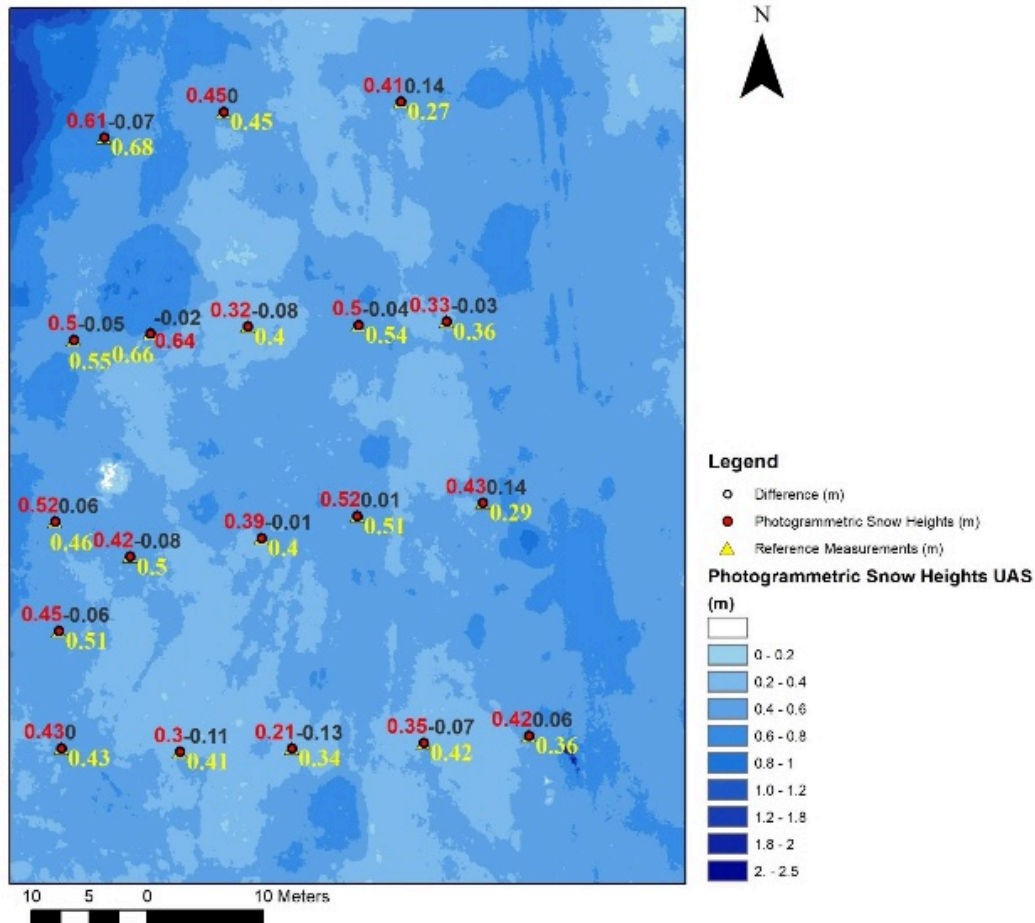 N
0.41 0.14
0.27
0.45 0
0.45
0.61 -0.07
0.68
0.5 -0.05
0.55
-0.02
0.64
0.66
0.32 -0.08
0.4
0.5 -0.04
0.54
0.33 -0.03
0.36
0.52 0.06
0.46
0.42 -0.08
0.5
0.39 -0.01
0.4
0.52 0.01
0.51
0.43 0.14
0.29
0.45 -0.06
0.51
0.43 0
0.43
0.3 -0.11
0.41
0.21 -0.13
0.34
0.35 -0.07
0.42
0.42 0.06
0.36
Legend
Difference (m)
Photogrammetric Snow Heights (m)
Reference Measurements (m)
Photogrammetric Snow Heights UAS
(m)
0 - 0.2
0.2 - 0.4
0.4 - 0.6
0.6 - 0.8
0.8 - 1
1.0 - 1.2
1.2 - 1.8
1.8 - 2
2. - 2.5
10 5 0 10 Meters